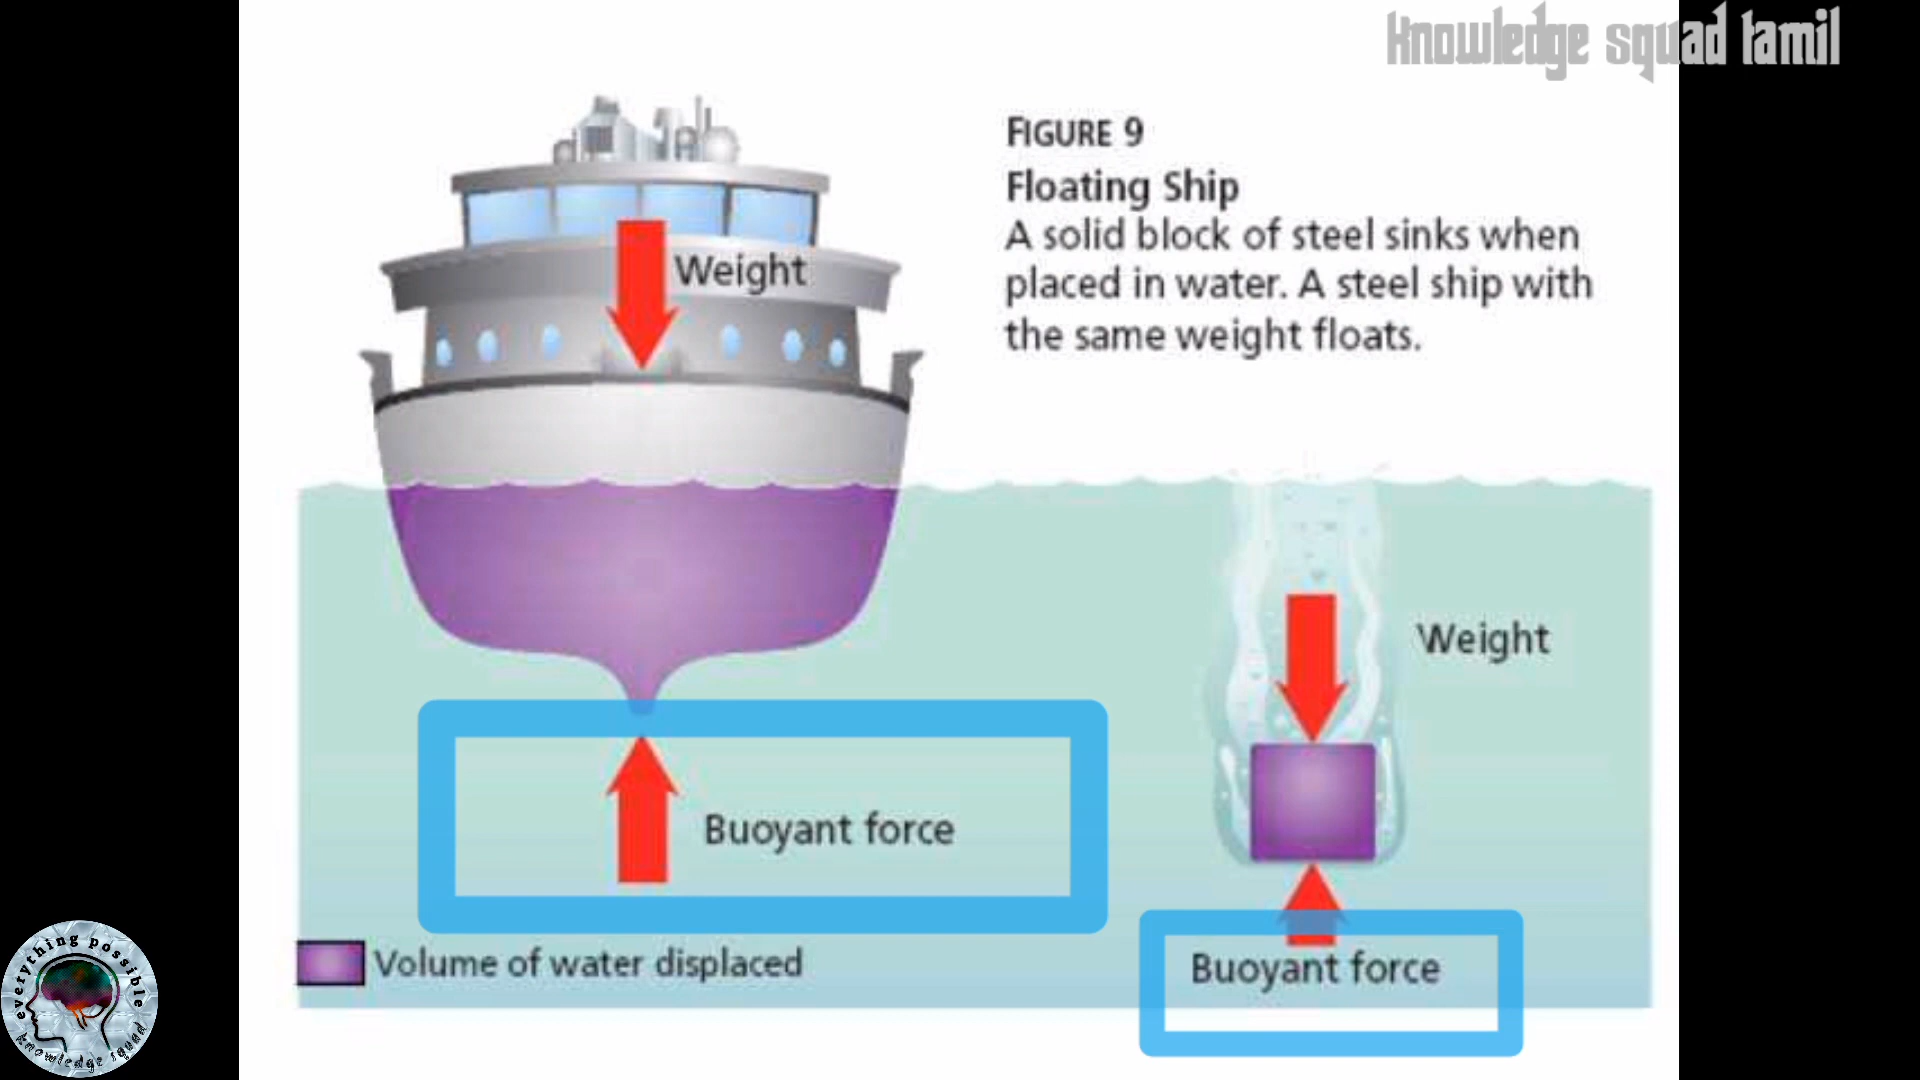 knowledge squad tamil
FIGURE 9
Floating Ship
A solid block of steel sinks when
placed in water. A steel ship with
the same weight floats.
Weight
Weight
Buoyant force
Buoyant force
Volume of water displaced
everything possible
knowledge squad